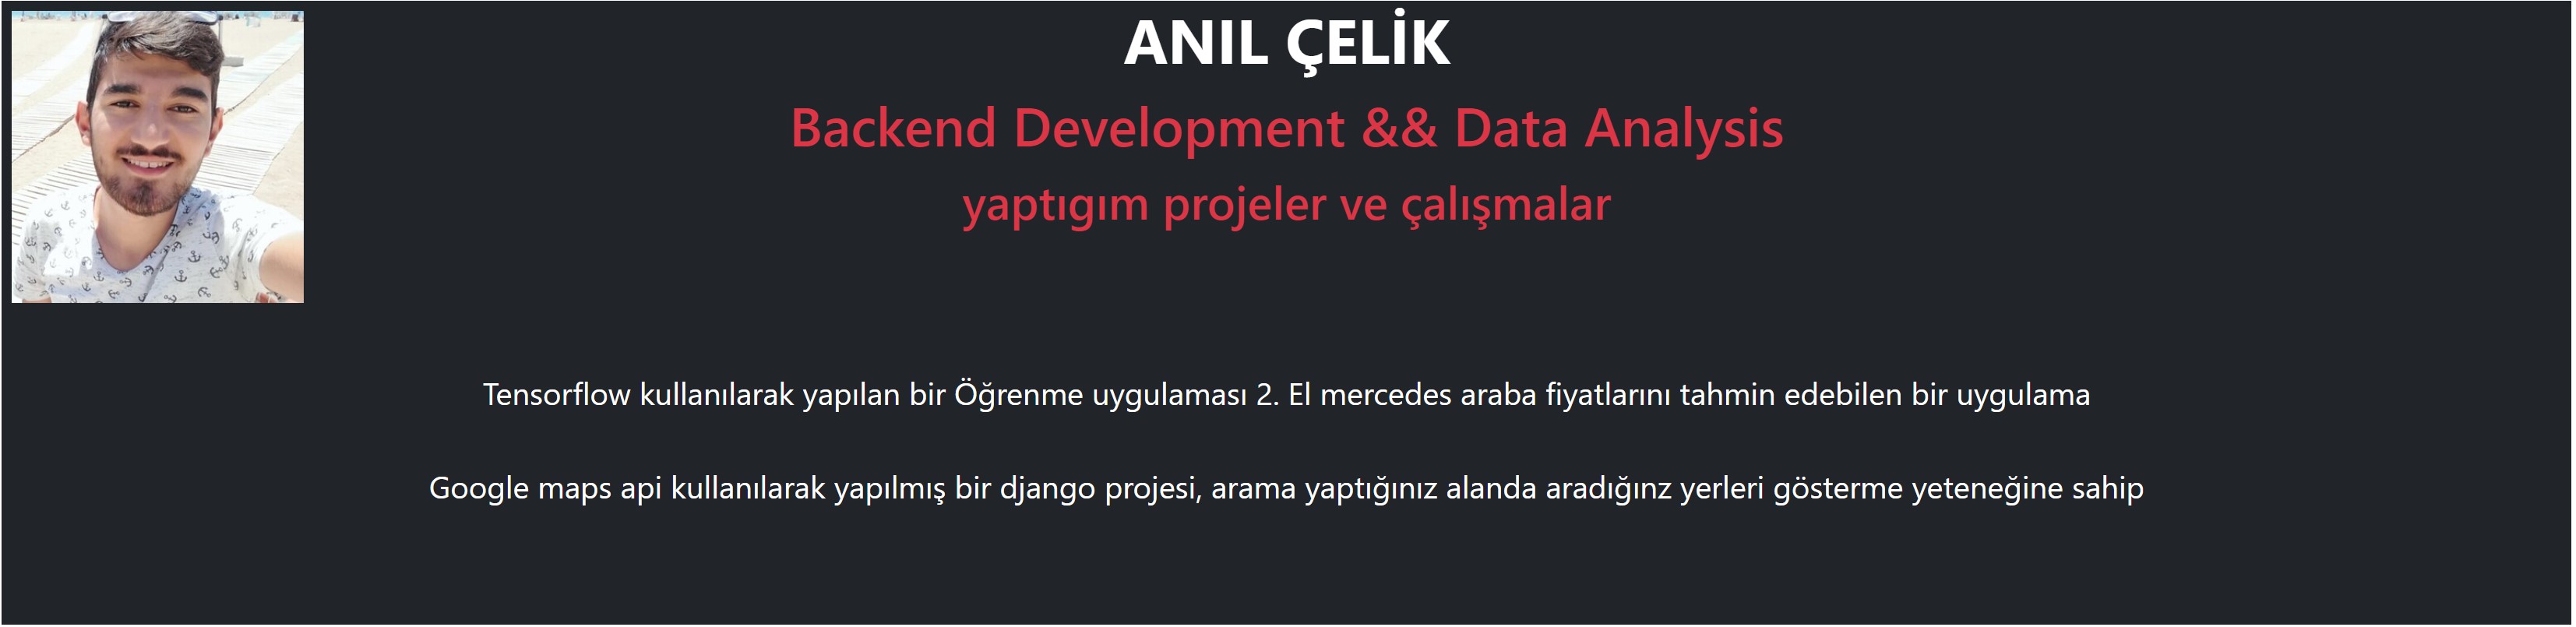 ANIL ÇELİK
Backend Development && Data Analysis
yaptıgım projeler ve çalışmalar
Tensorflow kullanılarak yapılan bir Öğrenme uygulaması 2. El mercedes araba fiyatlarını tahmin edebilen bir uygulama
Google maps api kullanılarak yapılmış bir django projesi, arama yaptığınız alanda aradığınz yerleri gösterme yeteneğine sahip